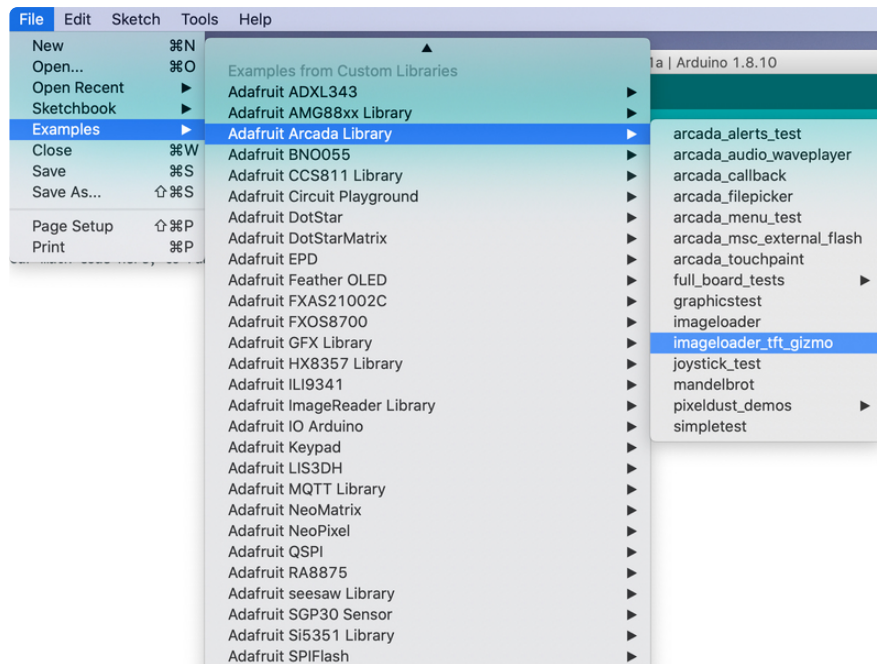 File Edit Sketch Tools Help
New ⌘N
Open... ⌘O
Open Recent ▶
Sketchbook ▶
Examples ▶
Close ⌘W
Save ⌘S
Save As... ⇧⌘S
Page Setup ⇧⌘P
Print ⌘P
▲
Examples from Custom Libraries
Adafruit ADXL343 ▶
Adafruit AMG88xx Library ▶
Adafruit Arcada Library ▶
Adafruit BNO055 ▶
Adafruit CCS811 Library ▶
Adafruit Circuit Playground ▶
Adafruit DotStar ▶
Adafruit DotStarMatrix ▶
Adafruit EPD ▶
Adafruit Feather OLED ▶
Adafruit FXAS21002C ▶
Adafruit FXOS8700 ▶
Adafruit GFX Library ▶
Adafruit HX8357 Library ▶
Adafruit ILI9341 ▶
Adafruit ImageReader Library ▶
Adafruit IO Arduino ▶
Adafruit Keypad ▶
Adafruit LIS3DH ▶
Adafruit MQTT Library ▶
Adafruit NeoMatrix ▶
Adafruit NeoPixel ▶
Adafruit QSPI ▶
Adafruit RA8875 ▶
Adafruit seesaw Library ▶
Adafruit SGP30 Sensor ▶
Adafruit Si5351 Library ▶
Adafruit SPIFlash ▶
1a | Arduino 1.8.10
arcada_alerts_test
arcada_audio_waveplayer
arcada_callback
arcada_filepicker
arcada_menu_test
arcada_msc_external_flash
arcada_touchpaint
full_board_tests ▶
graphicstest
imageloader
imageloader_tft_gizmo
joystick_test
mandelbrot
pixeldust_demos ▶
simpletest